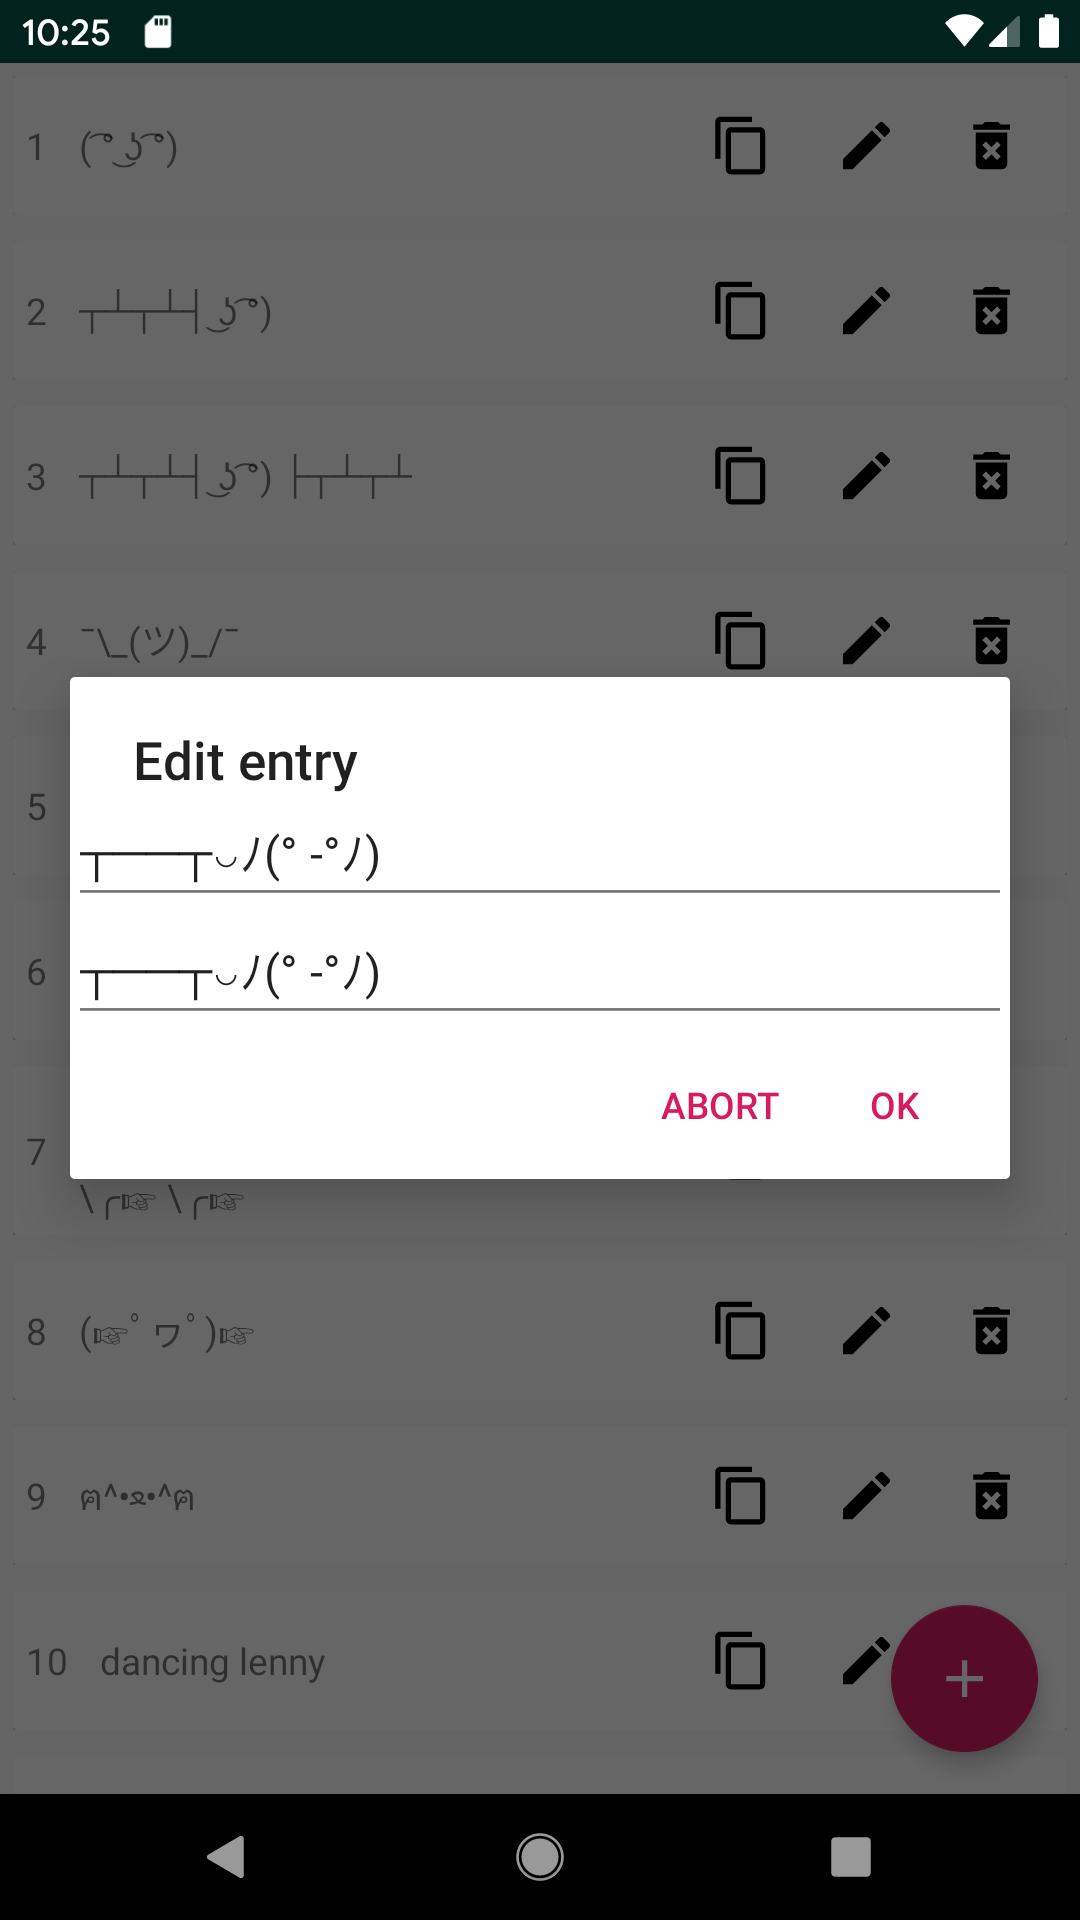 10:25
1 ( ͡° ͜ʖ ͡°)
2 ┬┴┬┴┤ ͜ʖ ͡°)
3 ┬┴┬┴┤ ͜ʖ ͡°) ├┬┴┬┴
4 ¯\_(ツ)_/¯
Edit entry
5
┬──┬◡ﾉ(° -°ﾉ)
6
┬──┬◡ﾉ(° -°ﾉ)
ABORT OK
7
\╭☞ \╭☞
8 (☞ﾟヮﾟ)☞
9 ฅ^•ﻌ•^ฅ
10 dancing lenny